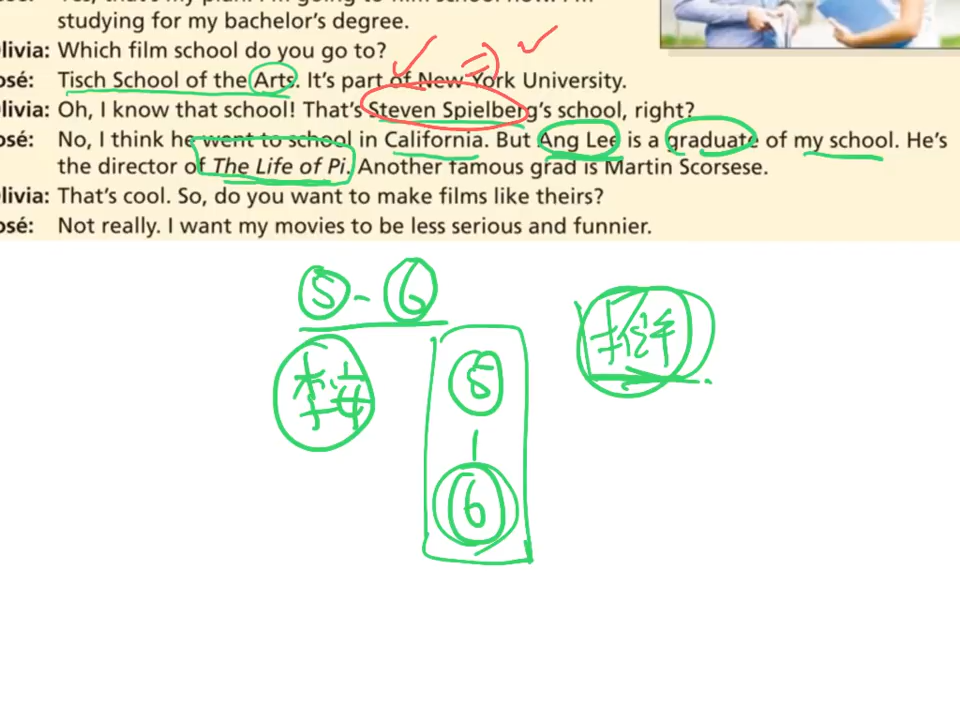 studying for my bachelor's degree.
livia: Which film school do you go to?
osé: Tisch School of the Arts. It's part of New York University.
livia: Oh, I know that school! That's Steven Spielberg's school, right?
osé: No, I think he went to school in California. But Ang Lee is a graduate of my school. He's
the director of The Life of Pi. Another famous grad is Martin Scorsese.
livia: That's cool. So, do you want to make films like theirs?
osé: Not really. I want my movies to be less serious and funnier.
5-6
5
6